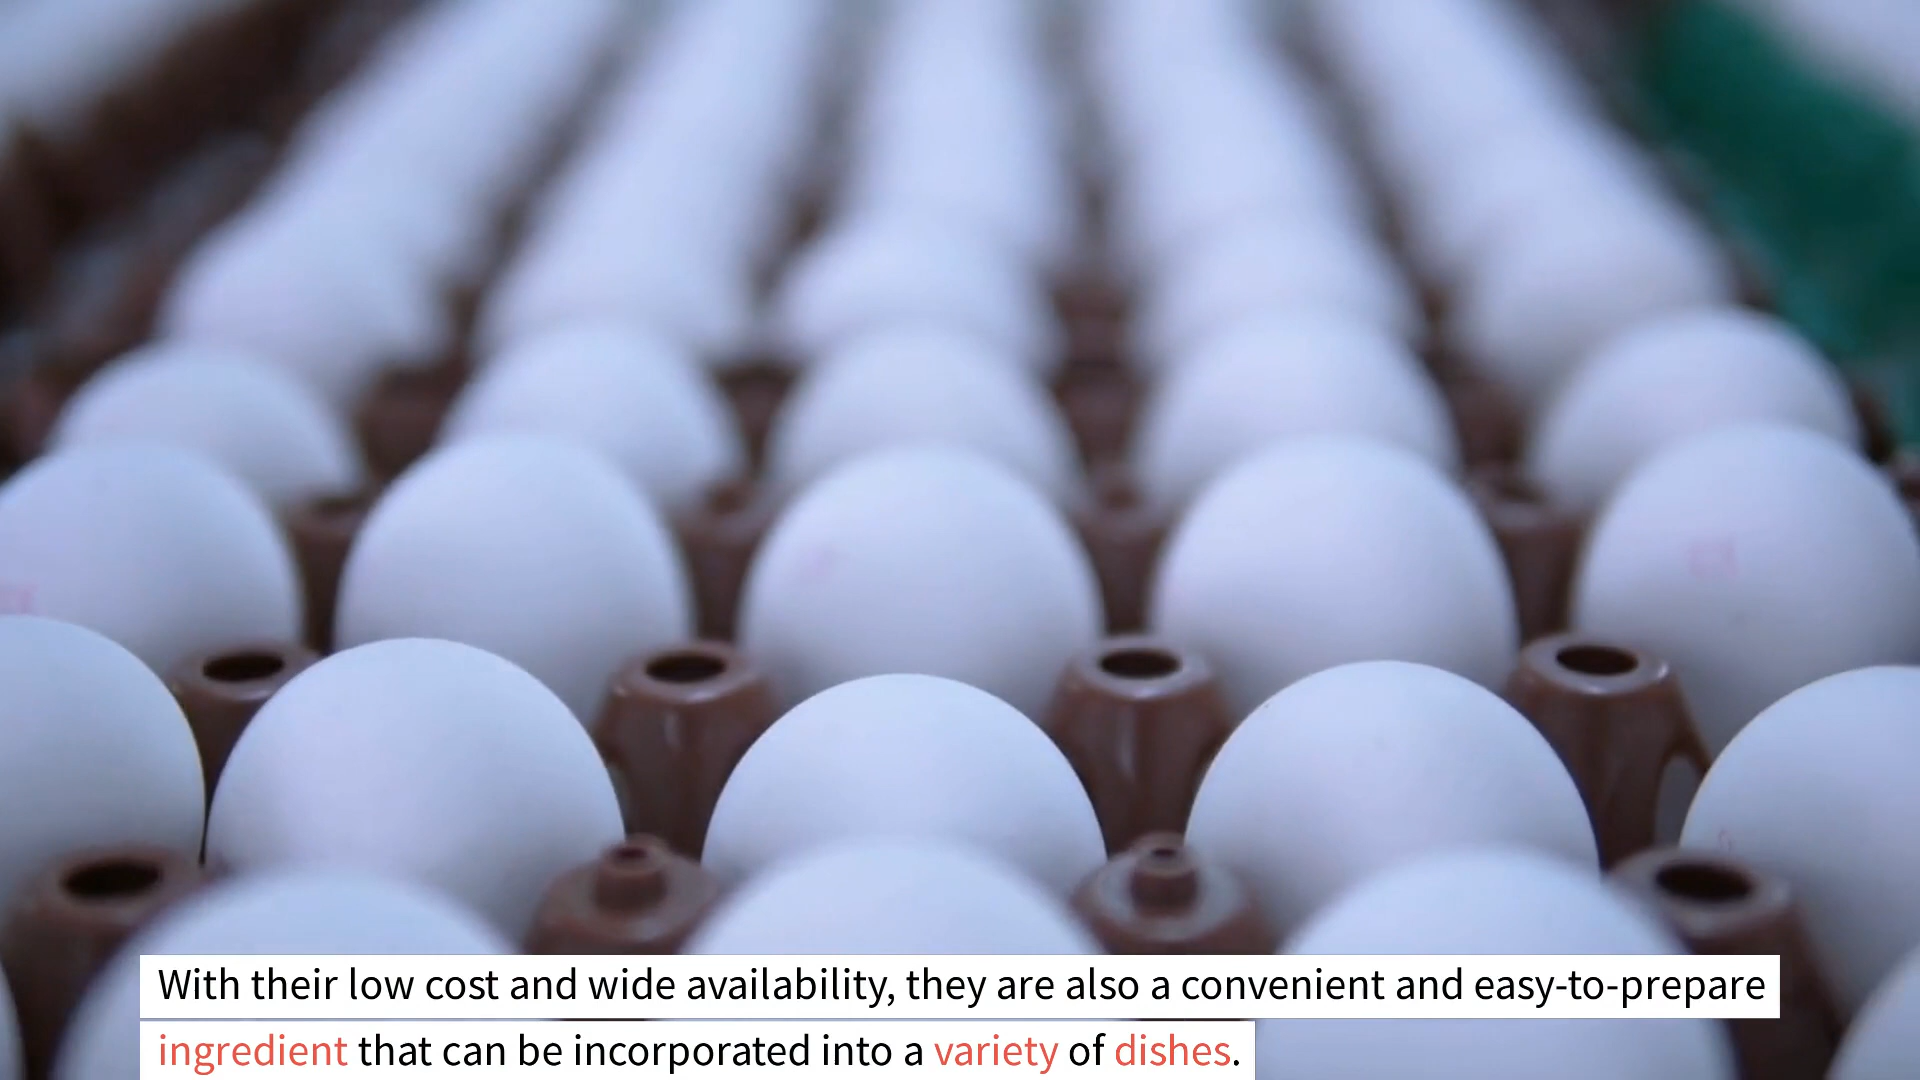 With their low cost and wide availability, they are also a convenient and easy-to-prepare
ingredient that can be incorporated into a variety of dishes.